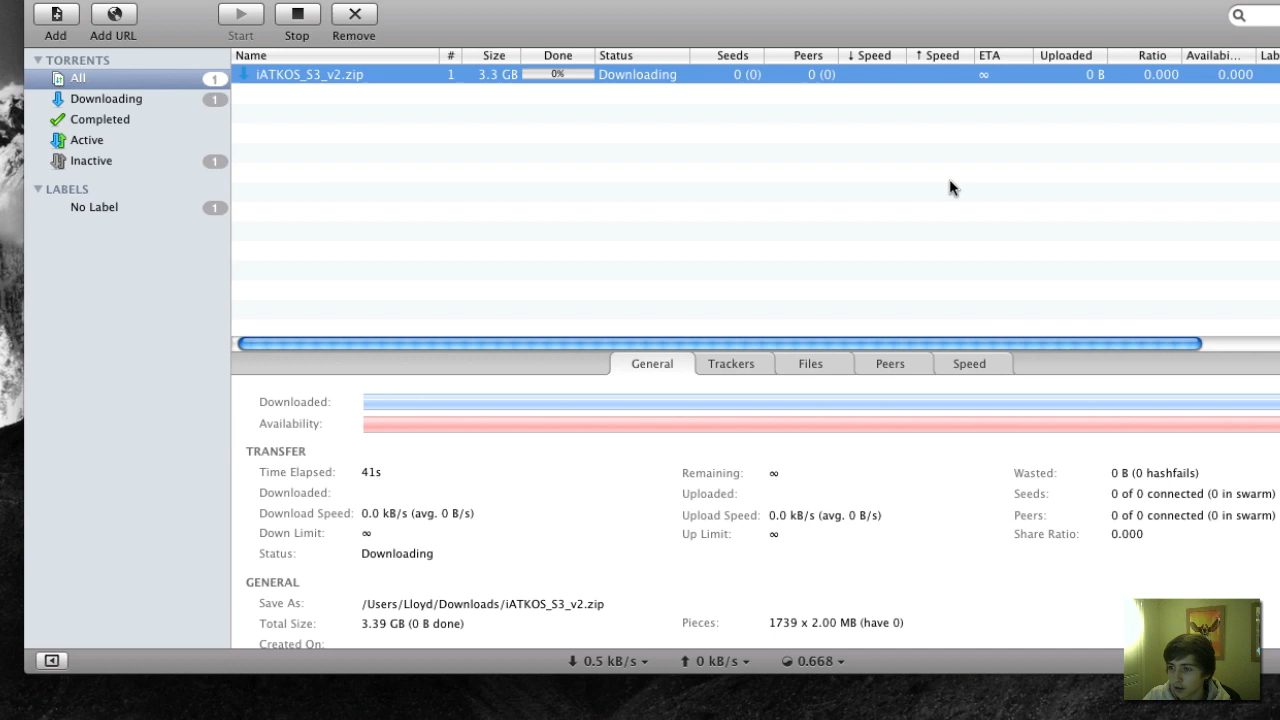 Add Add URL Start Stop Remove
TORRENTS
All 1
Downloading 1
Completed
Active
Inactive 1
LABELS
No Label 1
Name # Size Done Status Seeds Peers ↓ Speed ↑ Speed ETA Uploaded Ratio Availabi... Lab
iATKOS_S3_v2.zip 1 3.3 GB 0% Downloading 0 (0) 0 (0) ∞ 0 B 0.000 0.000
General Trackers Files Peers Speed
Downloaded:
Availability:
TRANSFER
Time Elapsed: 41s Remaining: ∞ Wasted: 0 B (0 hashfails)
Downloaded: Uploaded: Seeds: 0 of 0 connected (0 in swarm)
Download Speed: 0.0 kB/s (avg. 0 B/s) Upload Speed: 0.0 kB/s (avg. 0 B/s) Peers: 0 of 0 connected (0 in swarm)
Down Limit: ∞ Up Limit: ∞ Share Ratio: 0.000
Status: Downloading
GENERAL
Save As: /Users/Lloyd/Downloads/iATKOS_S3_v2.zip
Total Size: 3.39 GB (0 B done) Pieces: 1739 x 2.00 MB (have 0)
Created On:
↓ 0.5 kB/s ↑ 0 kB/s 0.668